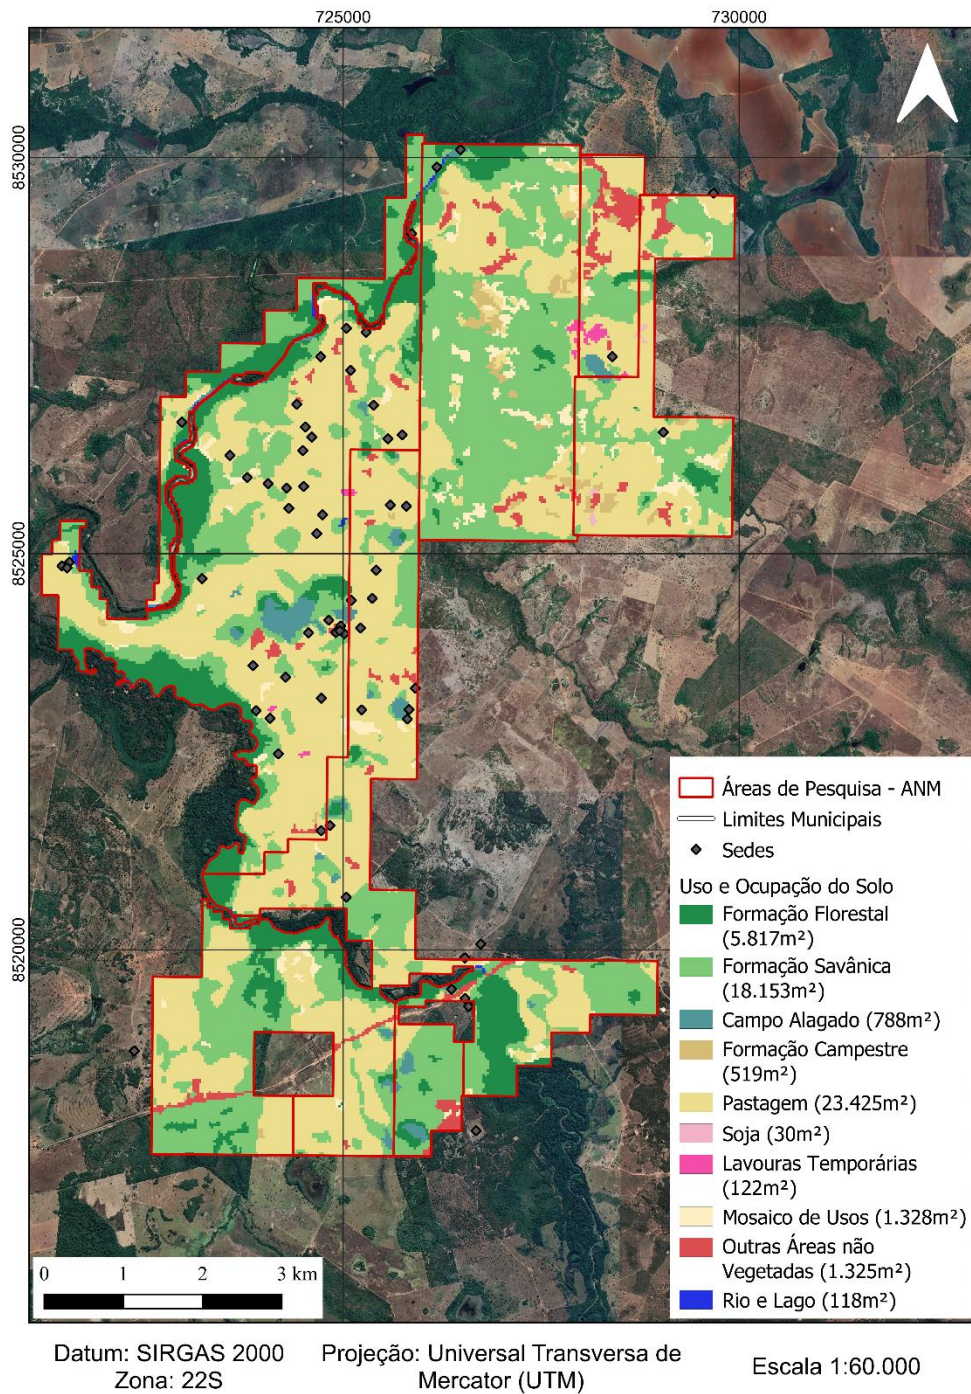 725000
730000
8530000
8525000
8520000
Áreas de Pesquisa - ANM
Limites Municipais
Sedes
Uso e Ocupação do Solo
Formação Florestal
(5.817m²)
Formação Savânica
(18.153m²)
Campo Alagado (788m²)
Formação Campestre
(519m²)
Pastagem (23.425m²)
Soja (30m²)
Lavouras Temporárias
(122m²)
Mosaico de Usos (1.328m²)
Outras Áreas não
Vegetadas (1.325m²)
Rio e Lago (118m²)
0 1 2 3 km
Datum: SIRGAS 2000
Zona: 22S
Projeção: Universal Transversa de
Mercator (UTM)
Escala 1:60.000